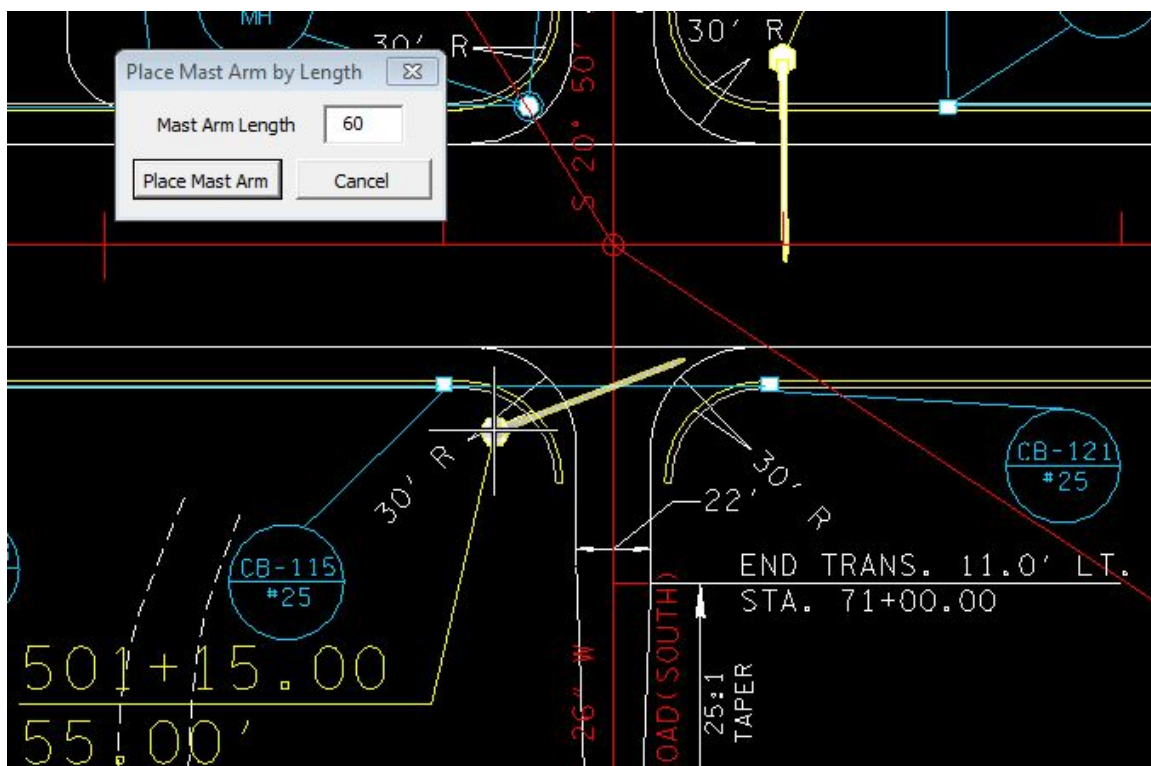 MH
30' R
30' R
S 20° 50'
26" W
Place Mast Arm by Length
Mast Arm Length
60
Place Mast Arm
Cancel
30' R
30' R
22'
CB-121
#25
CB-115
#25
END TRANS. 11.0' LT.
STA. 71+00.00
OAD(SOUTH)
25:1
TAPER
501+15.00
55.00'